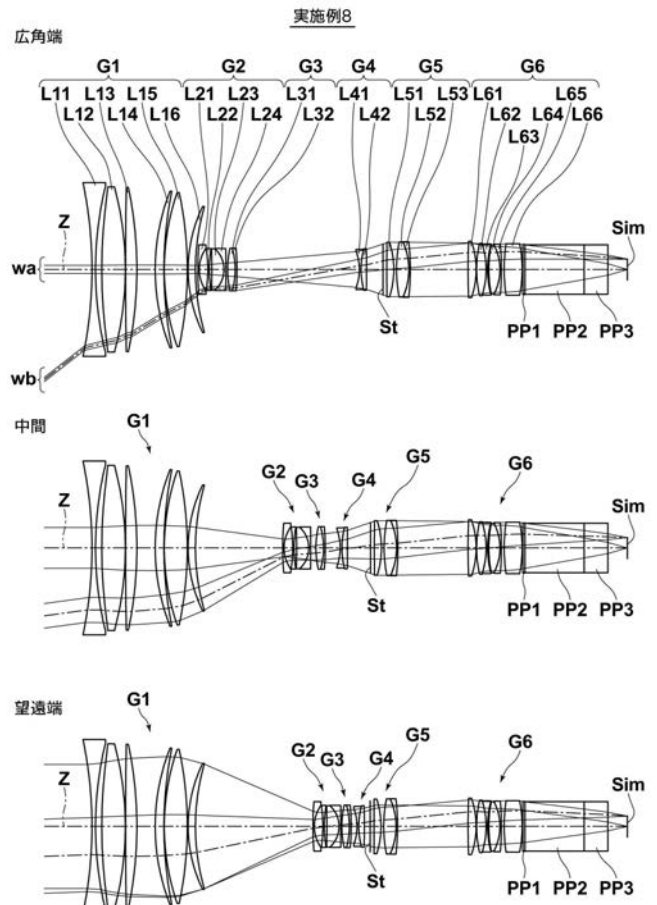 実施例8
広角端
G1 G2 G3 G4 G5 G6
L11 L13 L15 L21 L23 L31 L41 L51 L53 L61 L65
L12 L14 L16 L22 L24 L32 L42 L52 L62 L64 L66
L63
Z
Sim
wa
St
PP1 PP2 PP3
wb
中間
G1
G2 G3 G4 G5 G6
Z
Sim
St
PP1 PP2 PP3
望遠端
G1
G2 G3 G4 G5 G6
Z
Sim
St
PP1 PP2 PP3